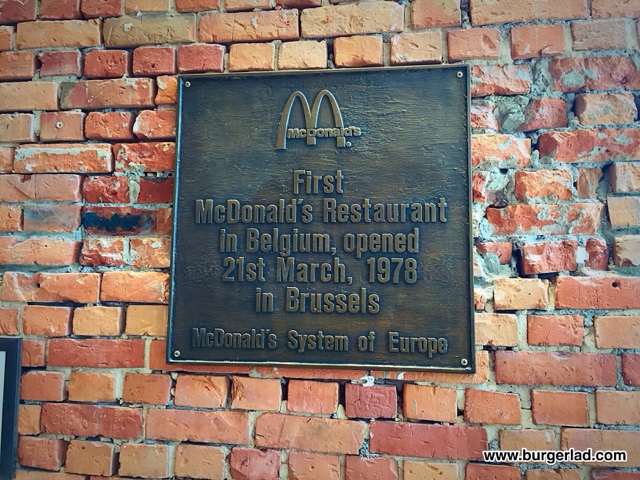 McDonald's
®
First
McDonald's Restaurant
in Belgium, opened
21st March, 1978
in Brussels
McDonald's System of Europe
www.burgerlad.com